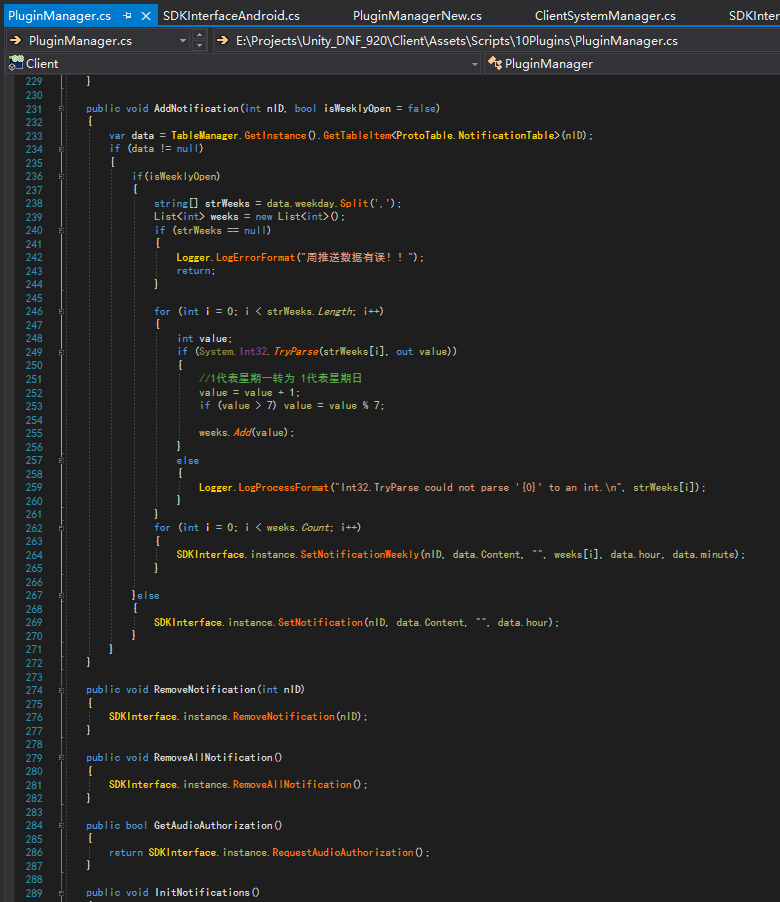 PluginManager.cs SDKInterfaceAndroid.cs PluginManagerNew.cs ClientSystemManager.cs SDKInter
PluginManager.cs E:\Projects\Unity_DNF_920\Client\Assets\Scripts\10Plugins\PluginManager.cs
Client PluginManager
229 }
230
231 public void AddNotification(int nID, bool isWeeklyOpen = false)
232 {
233 var data = TableManager.GetInstance().GetTableItem<ProtoTable.NotificationTable>(nID);
234 if (data != null)
235 {
236 if(isWeeklyOpen)
237 {
238 string[] strWeeks = data.weekday.Split(',');
239 List<int> weeks = new List<int>();
240 if (strWeeks == null)
241 {
242 Logger.LogErrorFormat("周推送数据有误！！");
243 return;
244 }
245
246 for (int i = 0; i < strWeeks.Length; i++)
247 {
248 int value;
249 if (System.Int32.TryParse(strWeeks[i], out value))
250 {
251 //1代表星期一转为 1代表星期日
252 value = value + 1;
253 if (value > 7) value = value % 7;
254
255 weeks.Add(value);
256 }
257 else
258 {
259 Logger.LogProcessFormat("Int32.TryParse could not parse '{0}' to an int.\n", strWeeks[i]);
260 }
261 }
262 for (int i = 0; i < weeks.Count; i++)
263 {
264 SDKInterface.instance.SetNotificationWeekly(nID, data.Content, "", weeks[i], data.hour, data.minute);
265 }
266
267 }else
268 {
269 SDKInterface.instance.SetNotification(nID, data.Content, "", data.hour);
270 }
271 }
272 }
273
274 public void RemoveNotification(int nID)
275 {
276 SDKInterface.instance.RemoveNotification(nID);
277 }
278
279 public void RemoveAllNotification()
280 {
281 SDKInterface.instance.RemoveAllNotification();
282 }
283
284 public bool GetAudioAuthorization()
285 {
286 return SDKInterface.instance.RequestAudioAuthorization();
287 }
288
289 public void InitNotifications()